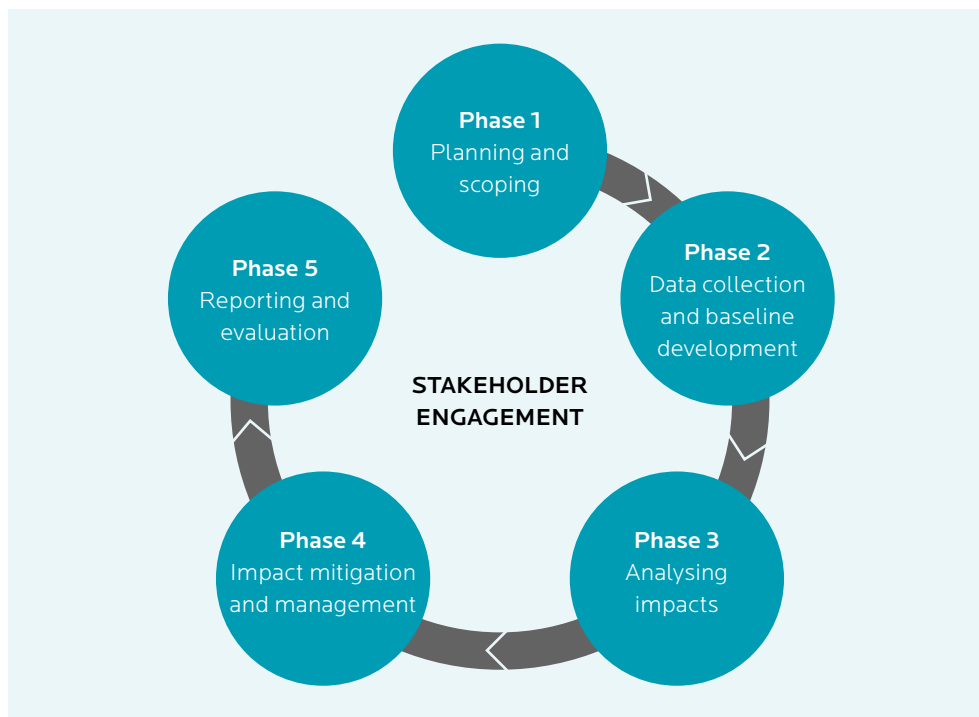 Phase 1
Planning and
scoping
Phase 2
Data collection
and baseline
development
Phase 3
Analysing
impacts
Phase 4
Impact mitigation
and management
Phase 5
Reporting and
evaluation
STAKEHOLDER
ENGAGEMENT